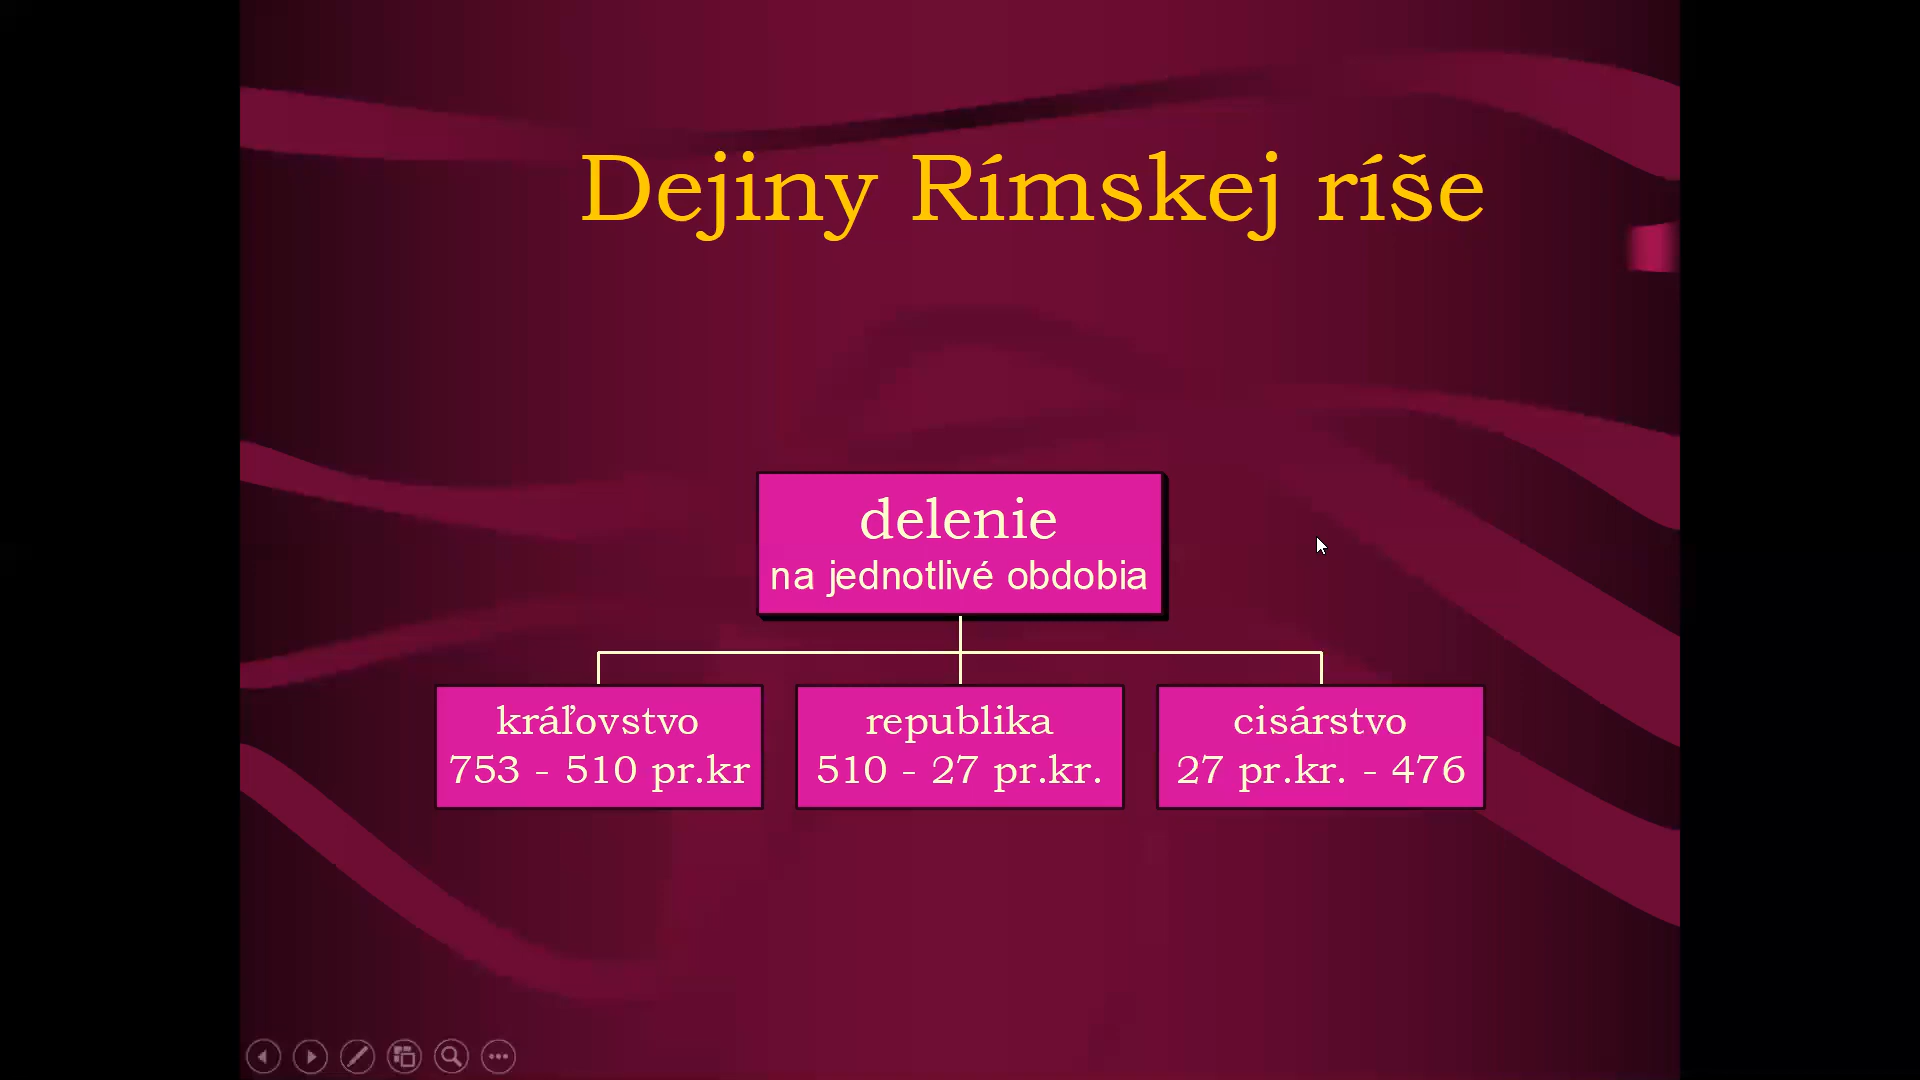 Dejiny Rímskej ríše
delenie
na jednotlivé obdobia
kráľovstvo
753 - 510 pr.kr
republika
510 - 27 pr.kr.
cisárstvo
27 pr.kr. - 476